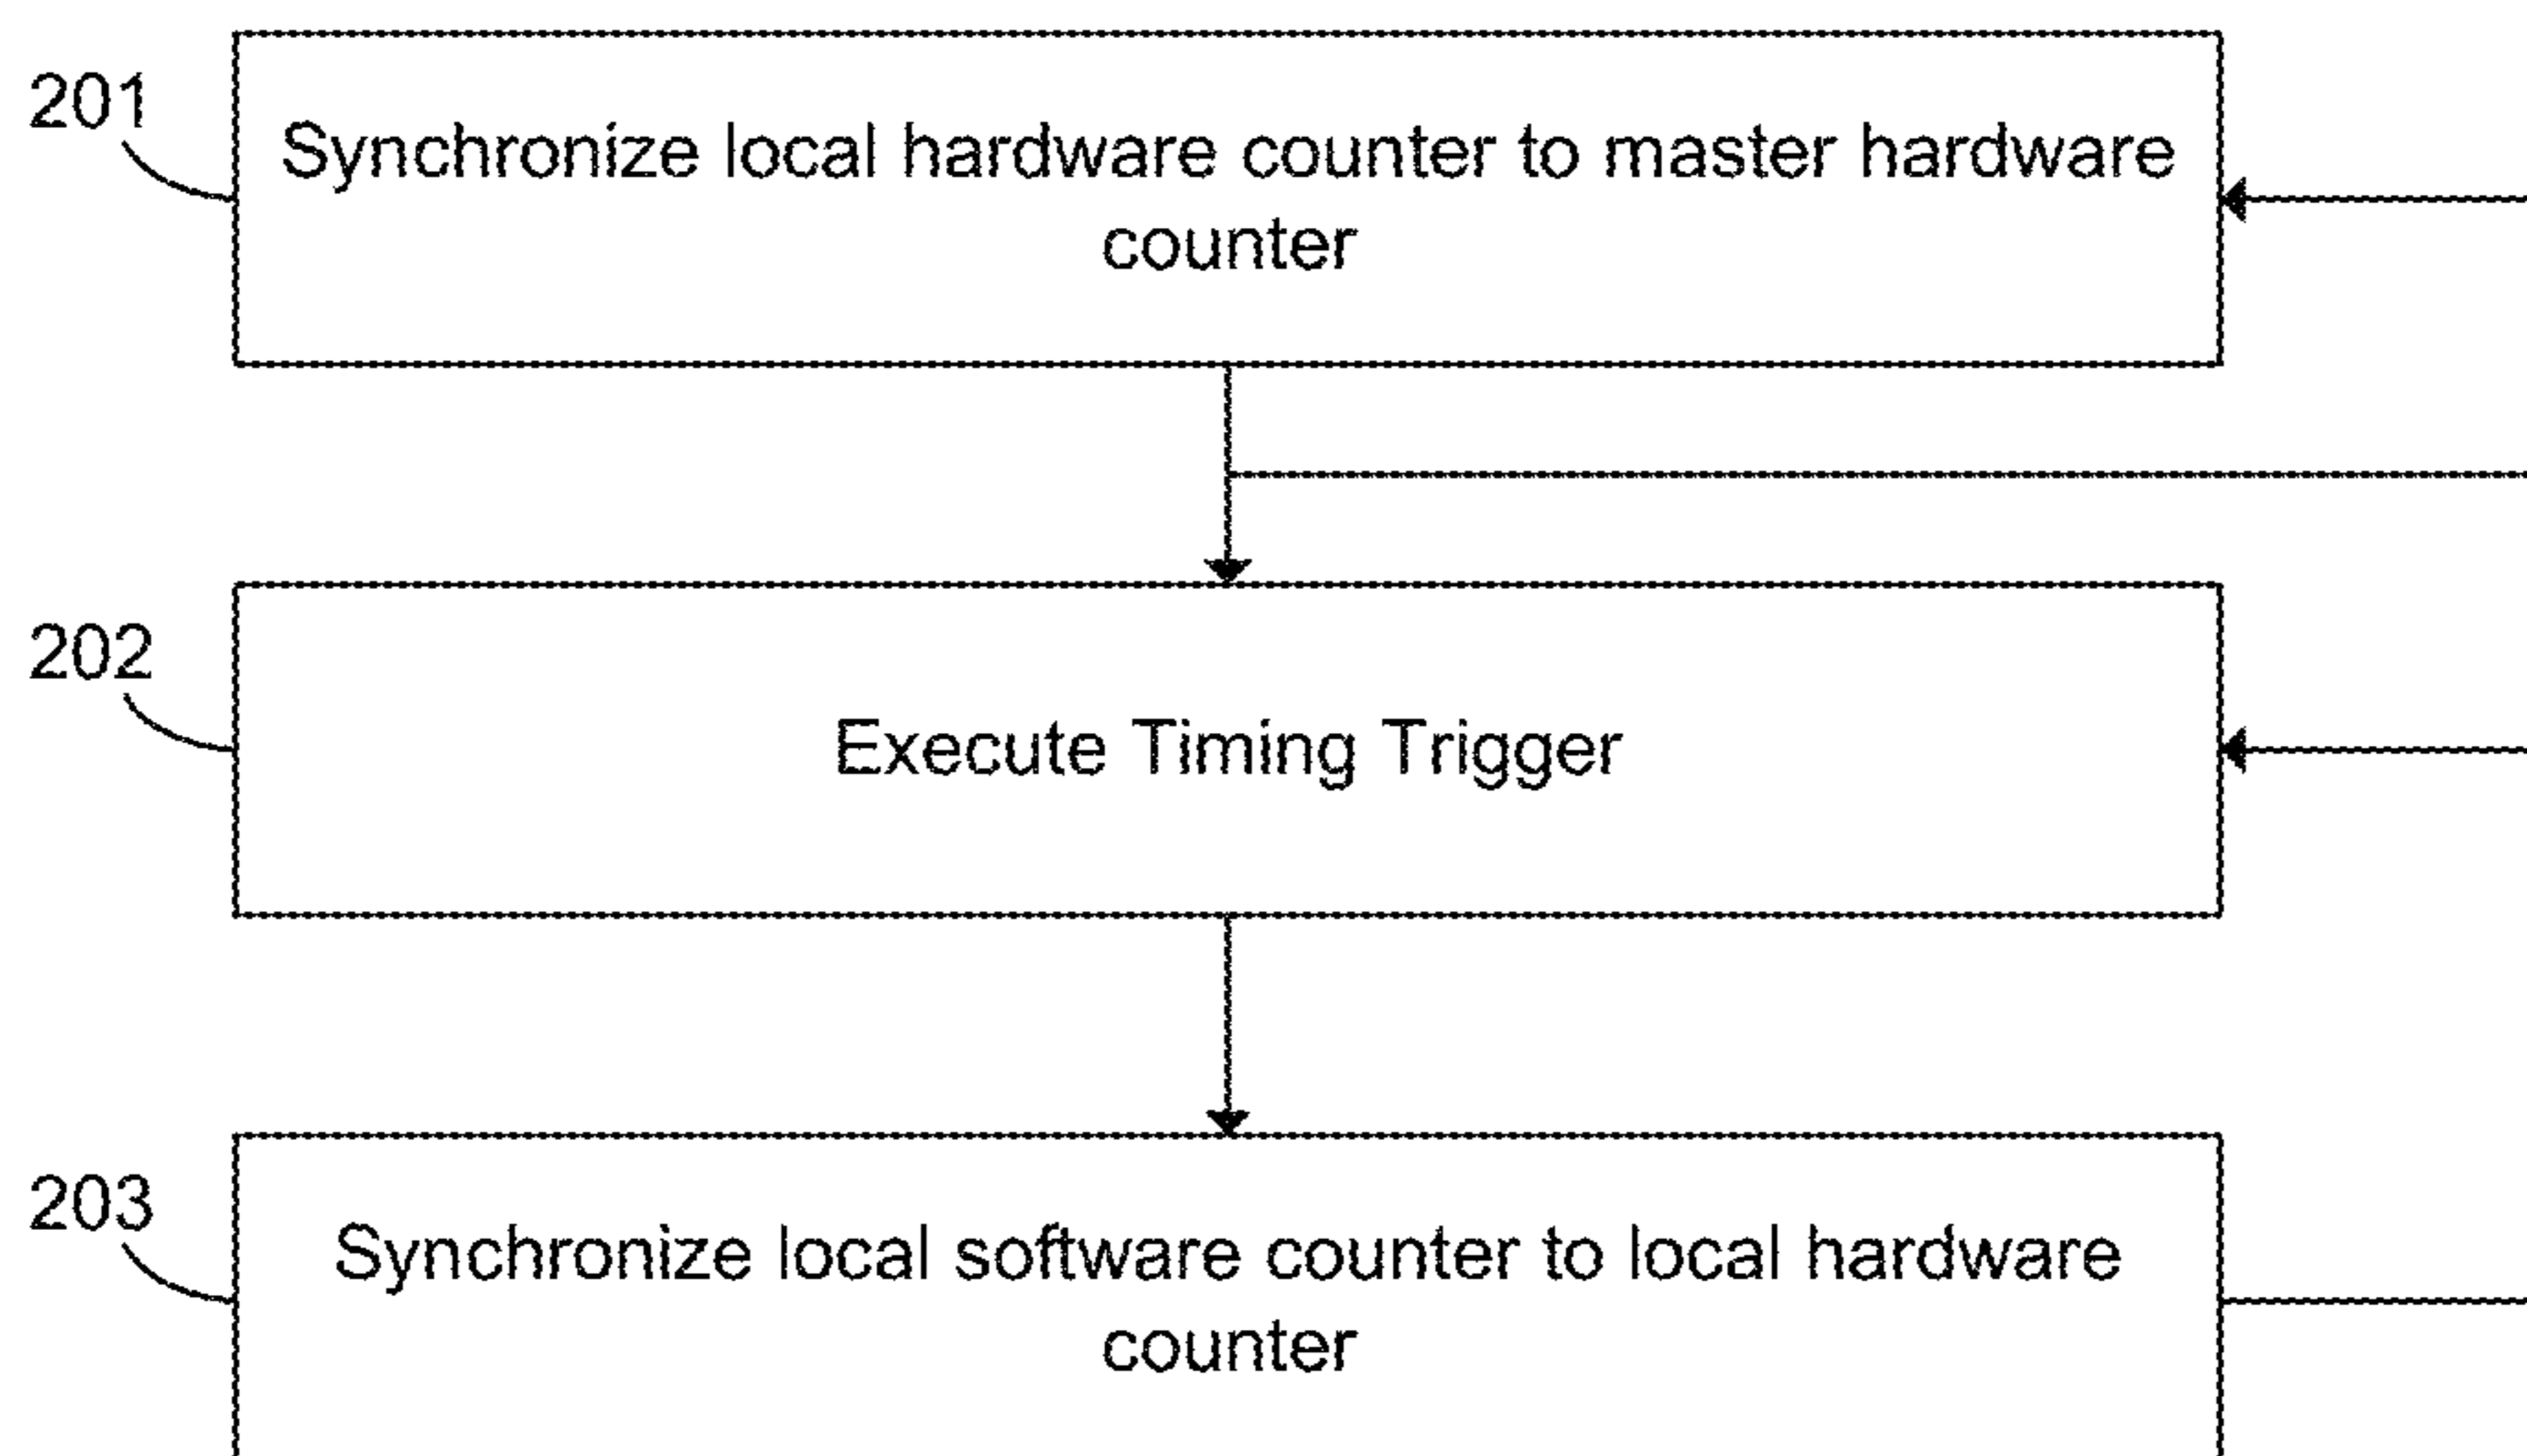 201
Synchronize local hardware counter to master hardware
counter
202
Execute Timing Trigger
203
Synchronize local software counter to local hardware
counter